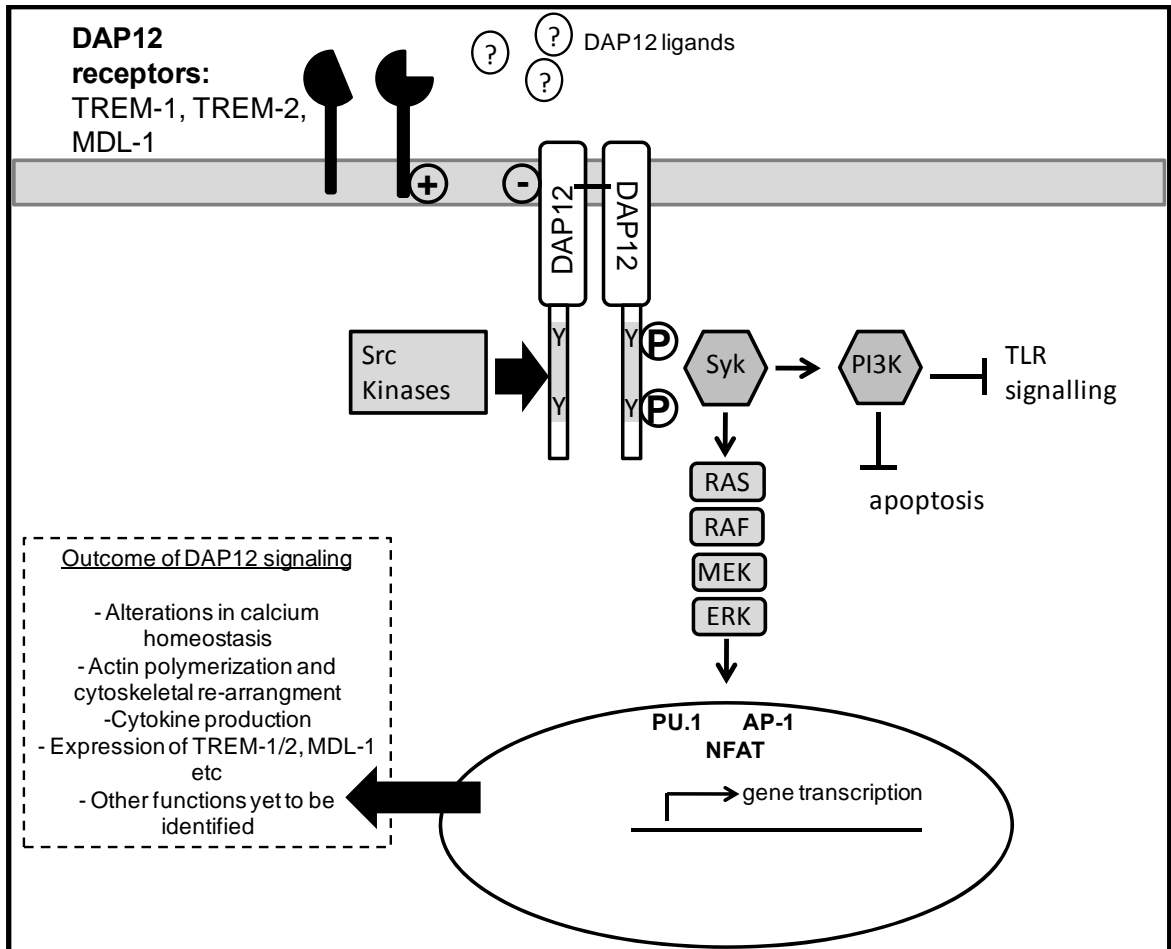 DAP12
receptors:
TREM-1, TREM-2,
MDL-1
?
?
?
DAP12 ligands
+
-
DAP12
DAP12
Src
Kinases
Y
Y
Y
Y
P
P
Syk
PI3K
TLR
signalling
apoptosis
RAS
RAF
MEK
ERK
Outcome of DAP12 signaling
- Alterations in calcium
homeostasis
- Actin polymerization and
cytoskeletal re-arrangment
-Cytokine production
- Expression of TREM-1/2, MDL-1
etc
- Other functions yet to be
identified
PU.1 AP-1
NFAT
gene transcription